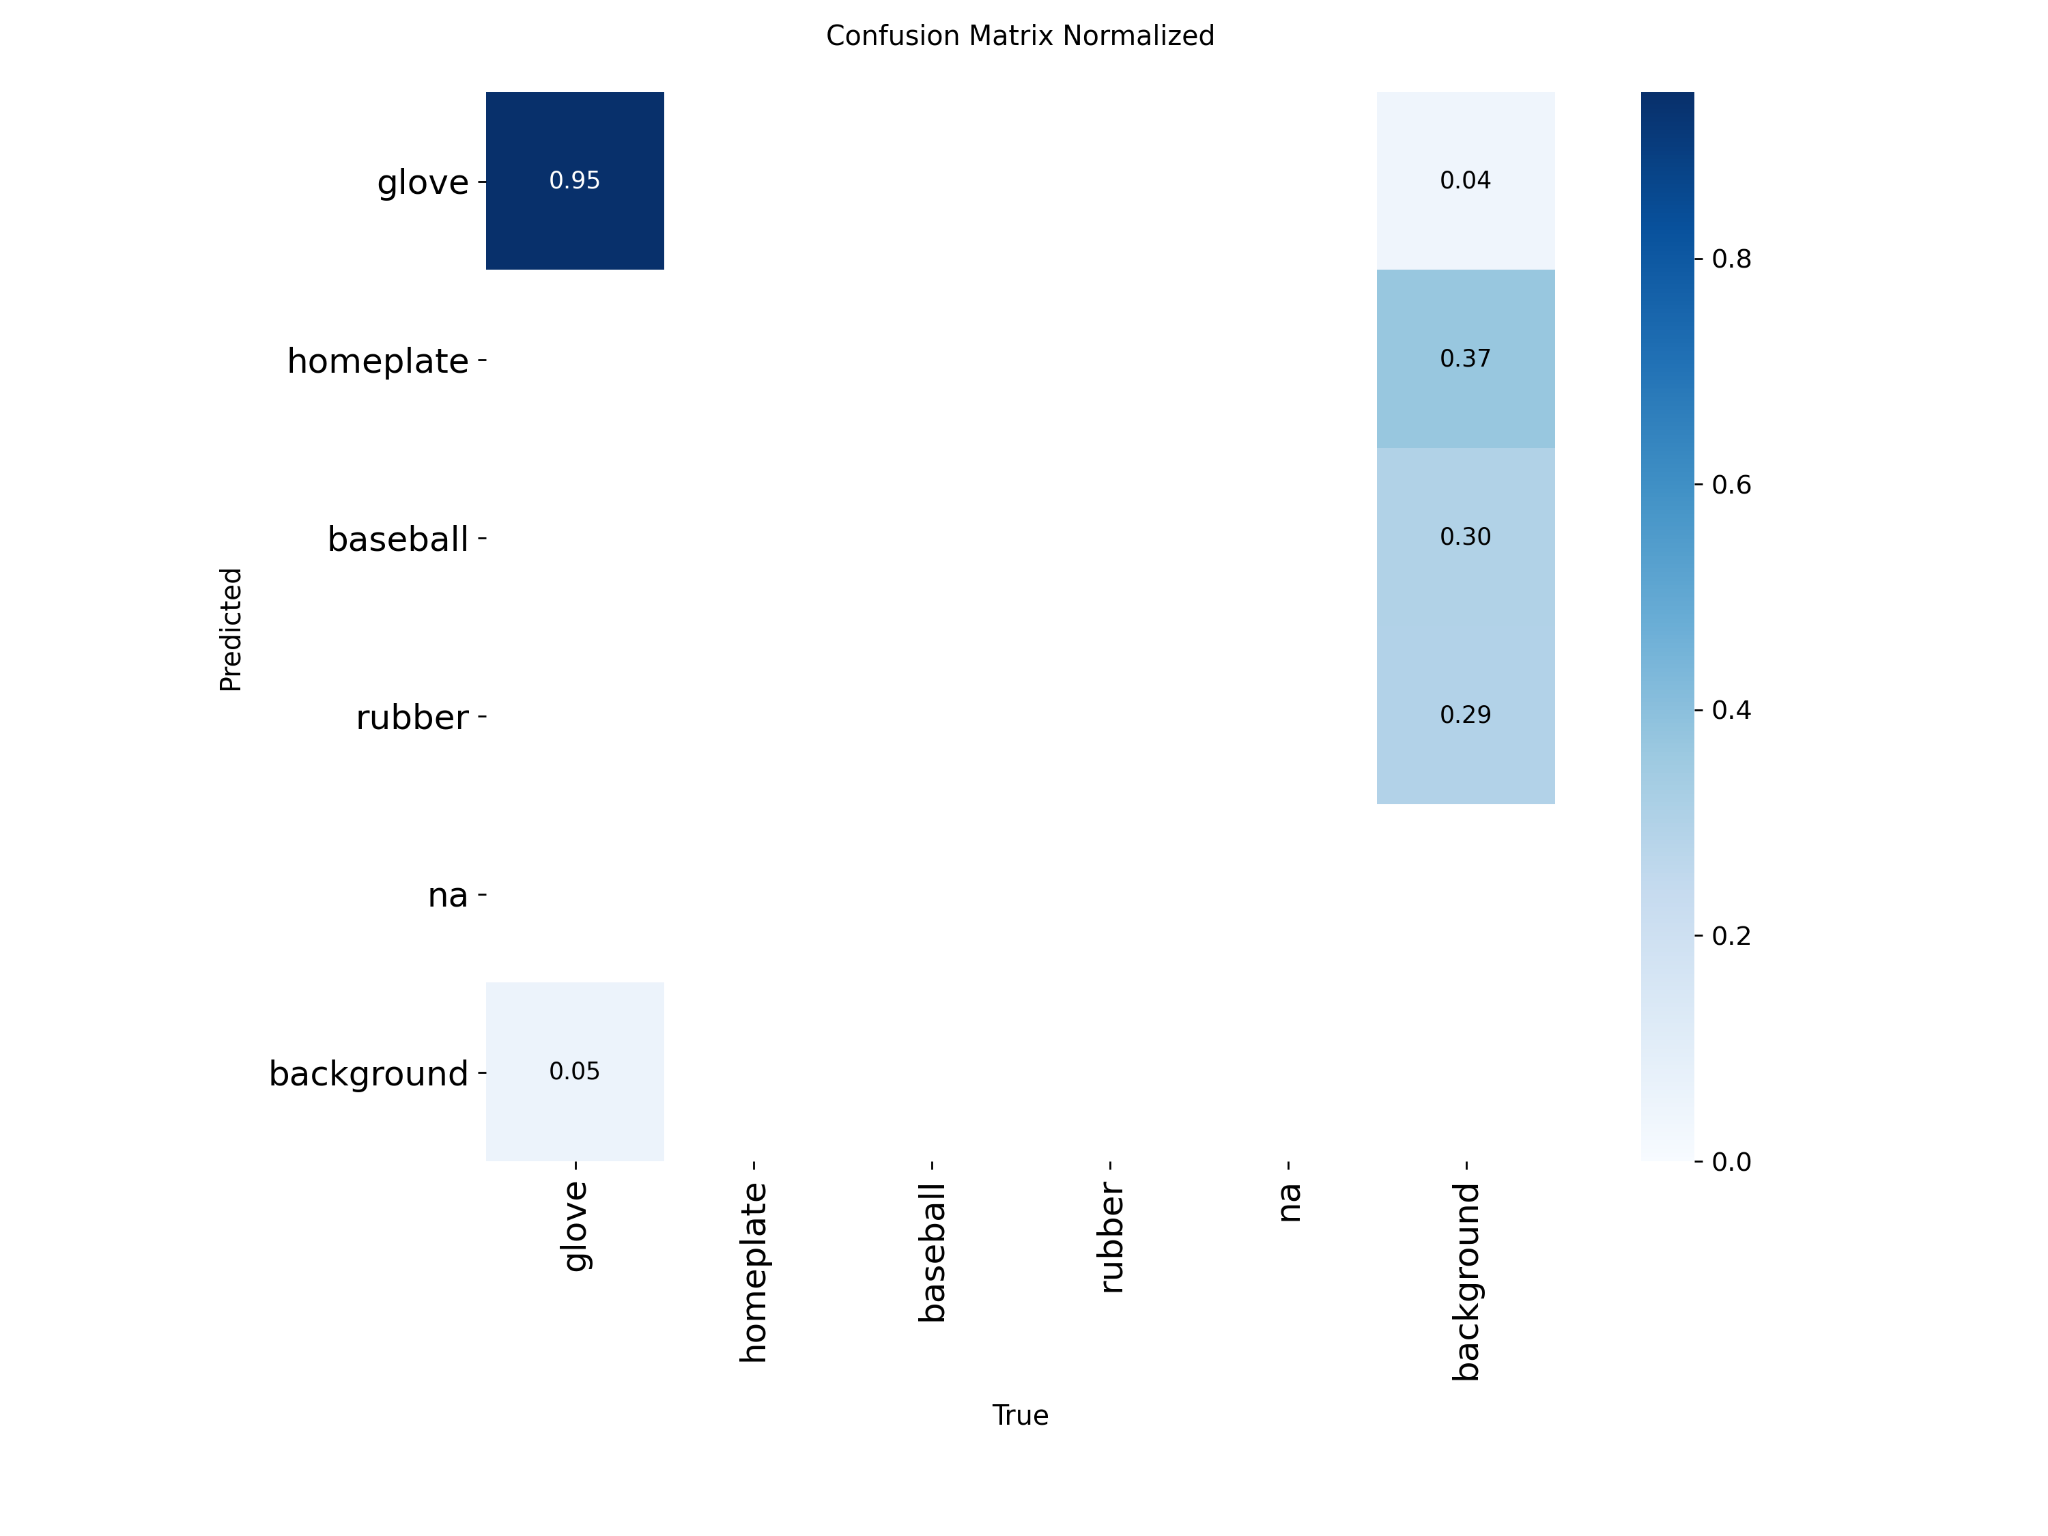 Confusion Matrix Normalized
glove
0.95
0.04
homeplate
0.37
baseball
0.30
rubber
0.29
na
background
0.05
Predicted
glove
homeplate
baseball
rubber
na
background
True
0.8
0.6
0.4
0.2
0.0